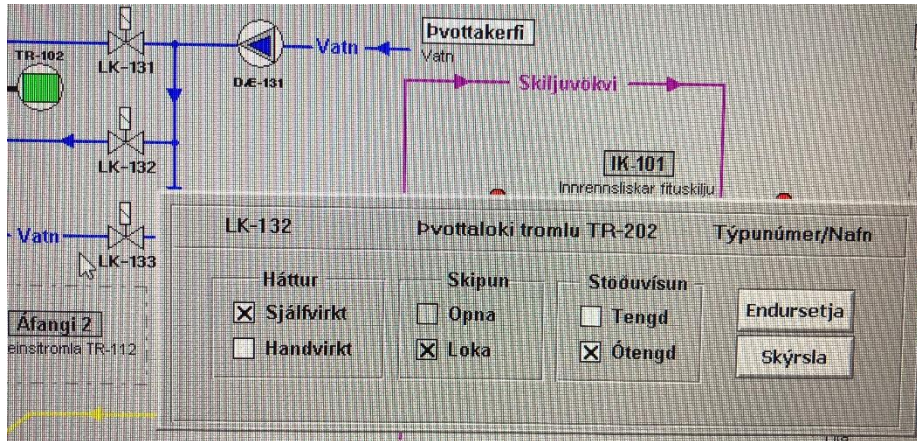 Þvottakerfi
TR-102
LK-131
DÆ-131
Vatn
Vatn
Skiljuvökvi
LK-132
IK-101
Innrennsliskar fituskilju
Vatn
LK-133
LK-132 Þvottaloki tromlu TR-202 Týpunúmer/Nafn
Háttur Skipun Stöðuvísun
Sjálfvirkt Opna Tengd Endursetja
Handvirkt Loka Ótengd Skýrsla
Áfangi 2
einsitromla TR-112